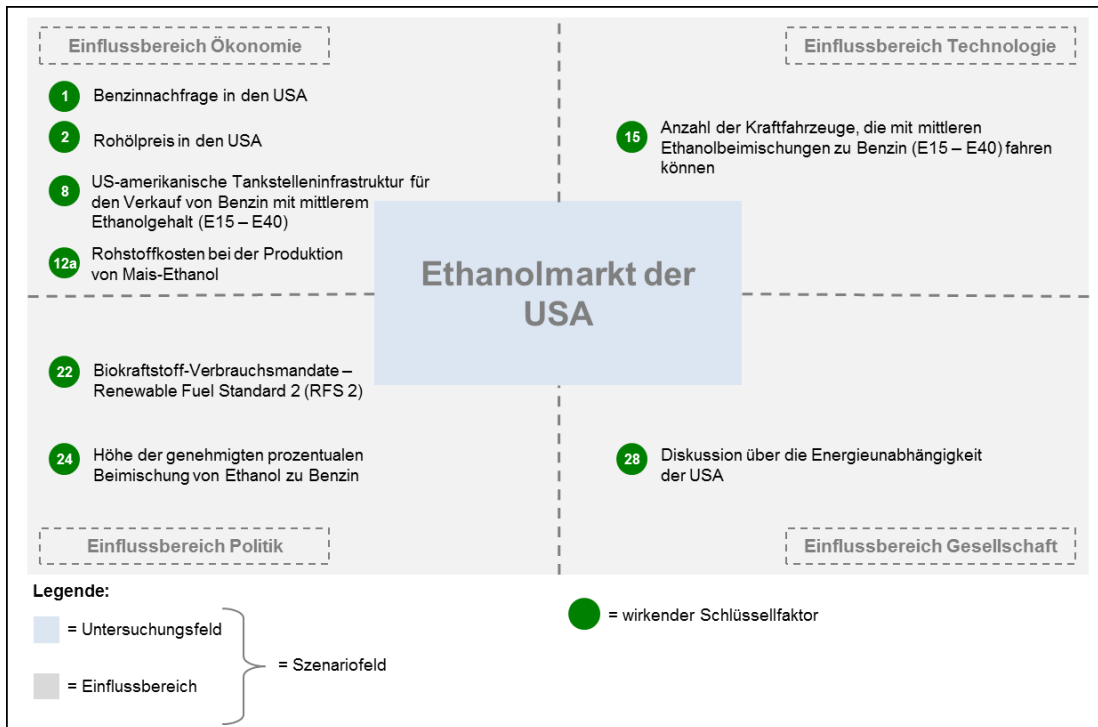 Einflussbereich Ökonomie
Einflussbereich Technologie
1
Benzinnachfrage in den USA
2
Rohölpreis in den USA
8
US-amerikanische Tankstelleninfrastruktur für
den Verkauf von Benzin mit mittlerem
Ethanolgehalt (E15 – E40)
12a
Rohstoffkosten bei der Produktion
von Mais-Ethanol
15
Anzahl der Kraftfahrzeuge, die mit mittleren
Ethanolbeimischungen zu Benzin (E15 – E40) fahren
können
Ethanolmarkt der
USA
22
Biokraftstoff-Verbrauchsmandate –
Renewable Fuel Standard 2 (RFS 2)
24
Höhe der genehmigten prozentualen
Beimischung von Ethanol zu Benzin
28
Diskussion über die Energieunabhängigkeit
der USA
Einflussbereich Politik
Einflussbereich Gesellschaft
Legende:
= Untersuchungsfeld
= Einflussbereich
= Szenariofeld
= wirkender Schlüsselfaktor